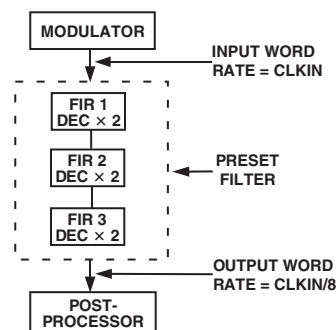 MODULATOR
INPUT WORD
RATE = CLKIN
FIR 1
DEC × 2
FIR 2
DEC × 2
PRESET
FILTER
FIR 3
DEC × 2
OUTPUT WORD
RATE = CLKIN/8
POST-
PROCESSOR